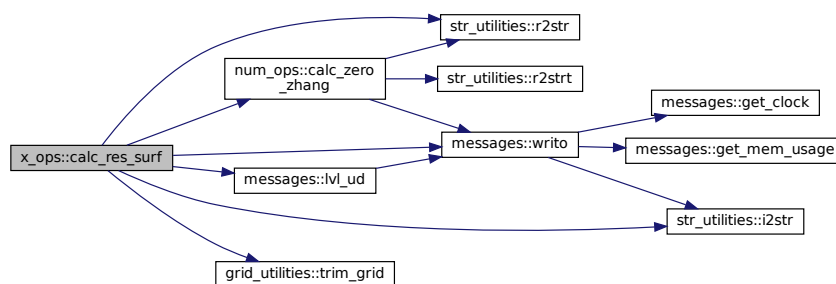 str_utilities::r2str
num_ops::calc_zero
_zhang
str_utilities::r2strt
messages::get_clock
messages::writo
messages::get_mem_usage
x_ops::calc_res_surf
messages::lvl_ud
str_utilities::i2str
grid_utilities::trim_grid